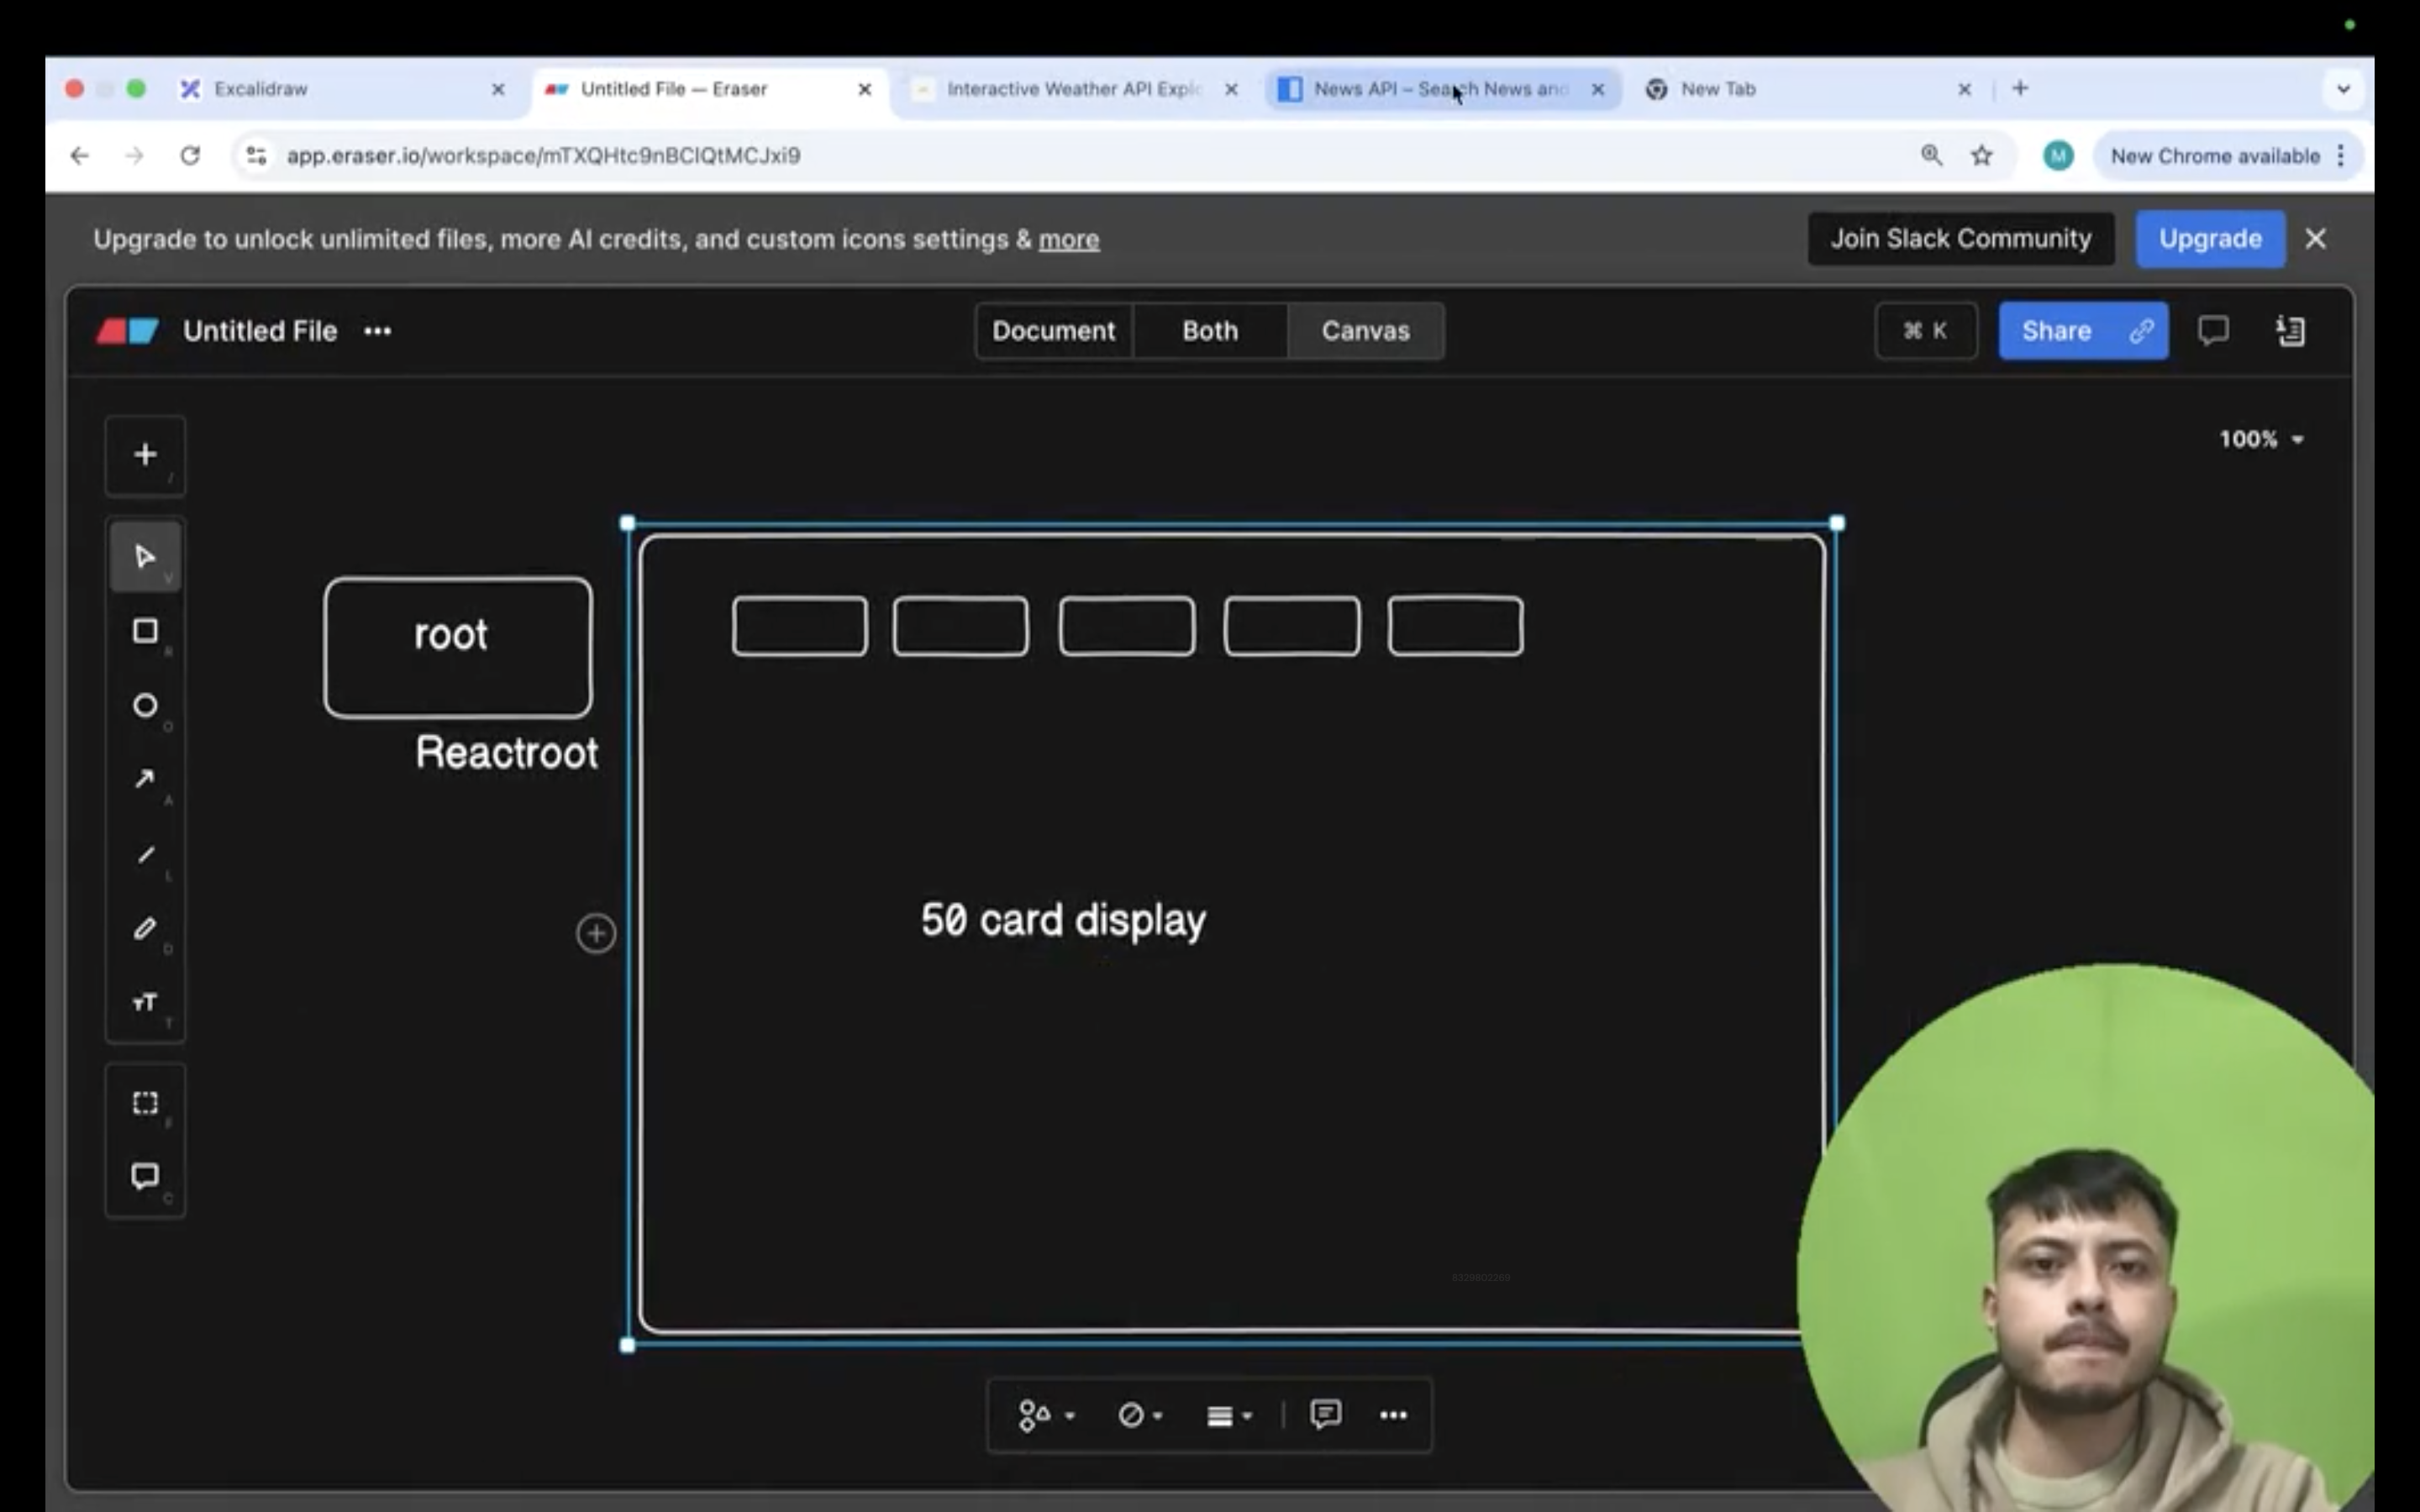 Excalidraw
Untitled File — Eraser
Interactive Weather API Explo
News API – Search News and
New Tab
app.eraser.io/workspace/mTXQHtc9nBClQtMCJxi9
M
New Chrome available
Upgrade to unlock unlimited files, more AI credits, and custom icons settings & more
Join Slack Community
Upgrade
Untitled File
Document
Both
Canvas
⌘ K
Share
100%
/
V
R
O
A
L
D
T
F
C
root
Reactroot
50 card display
8329802269